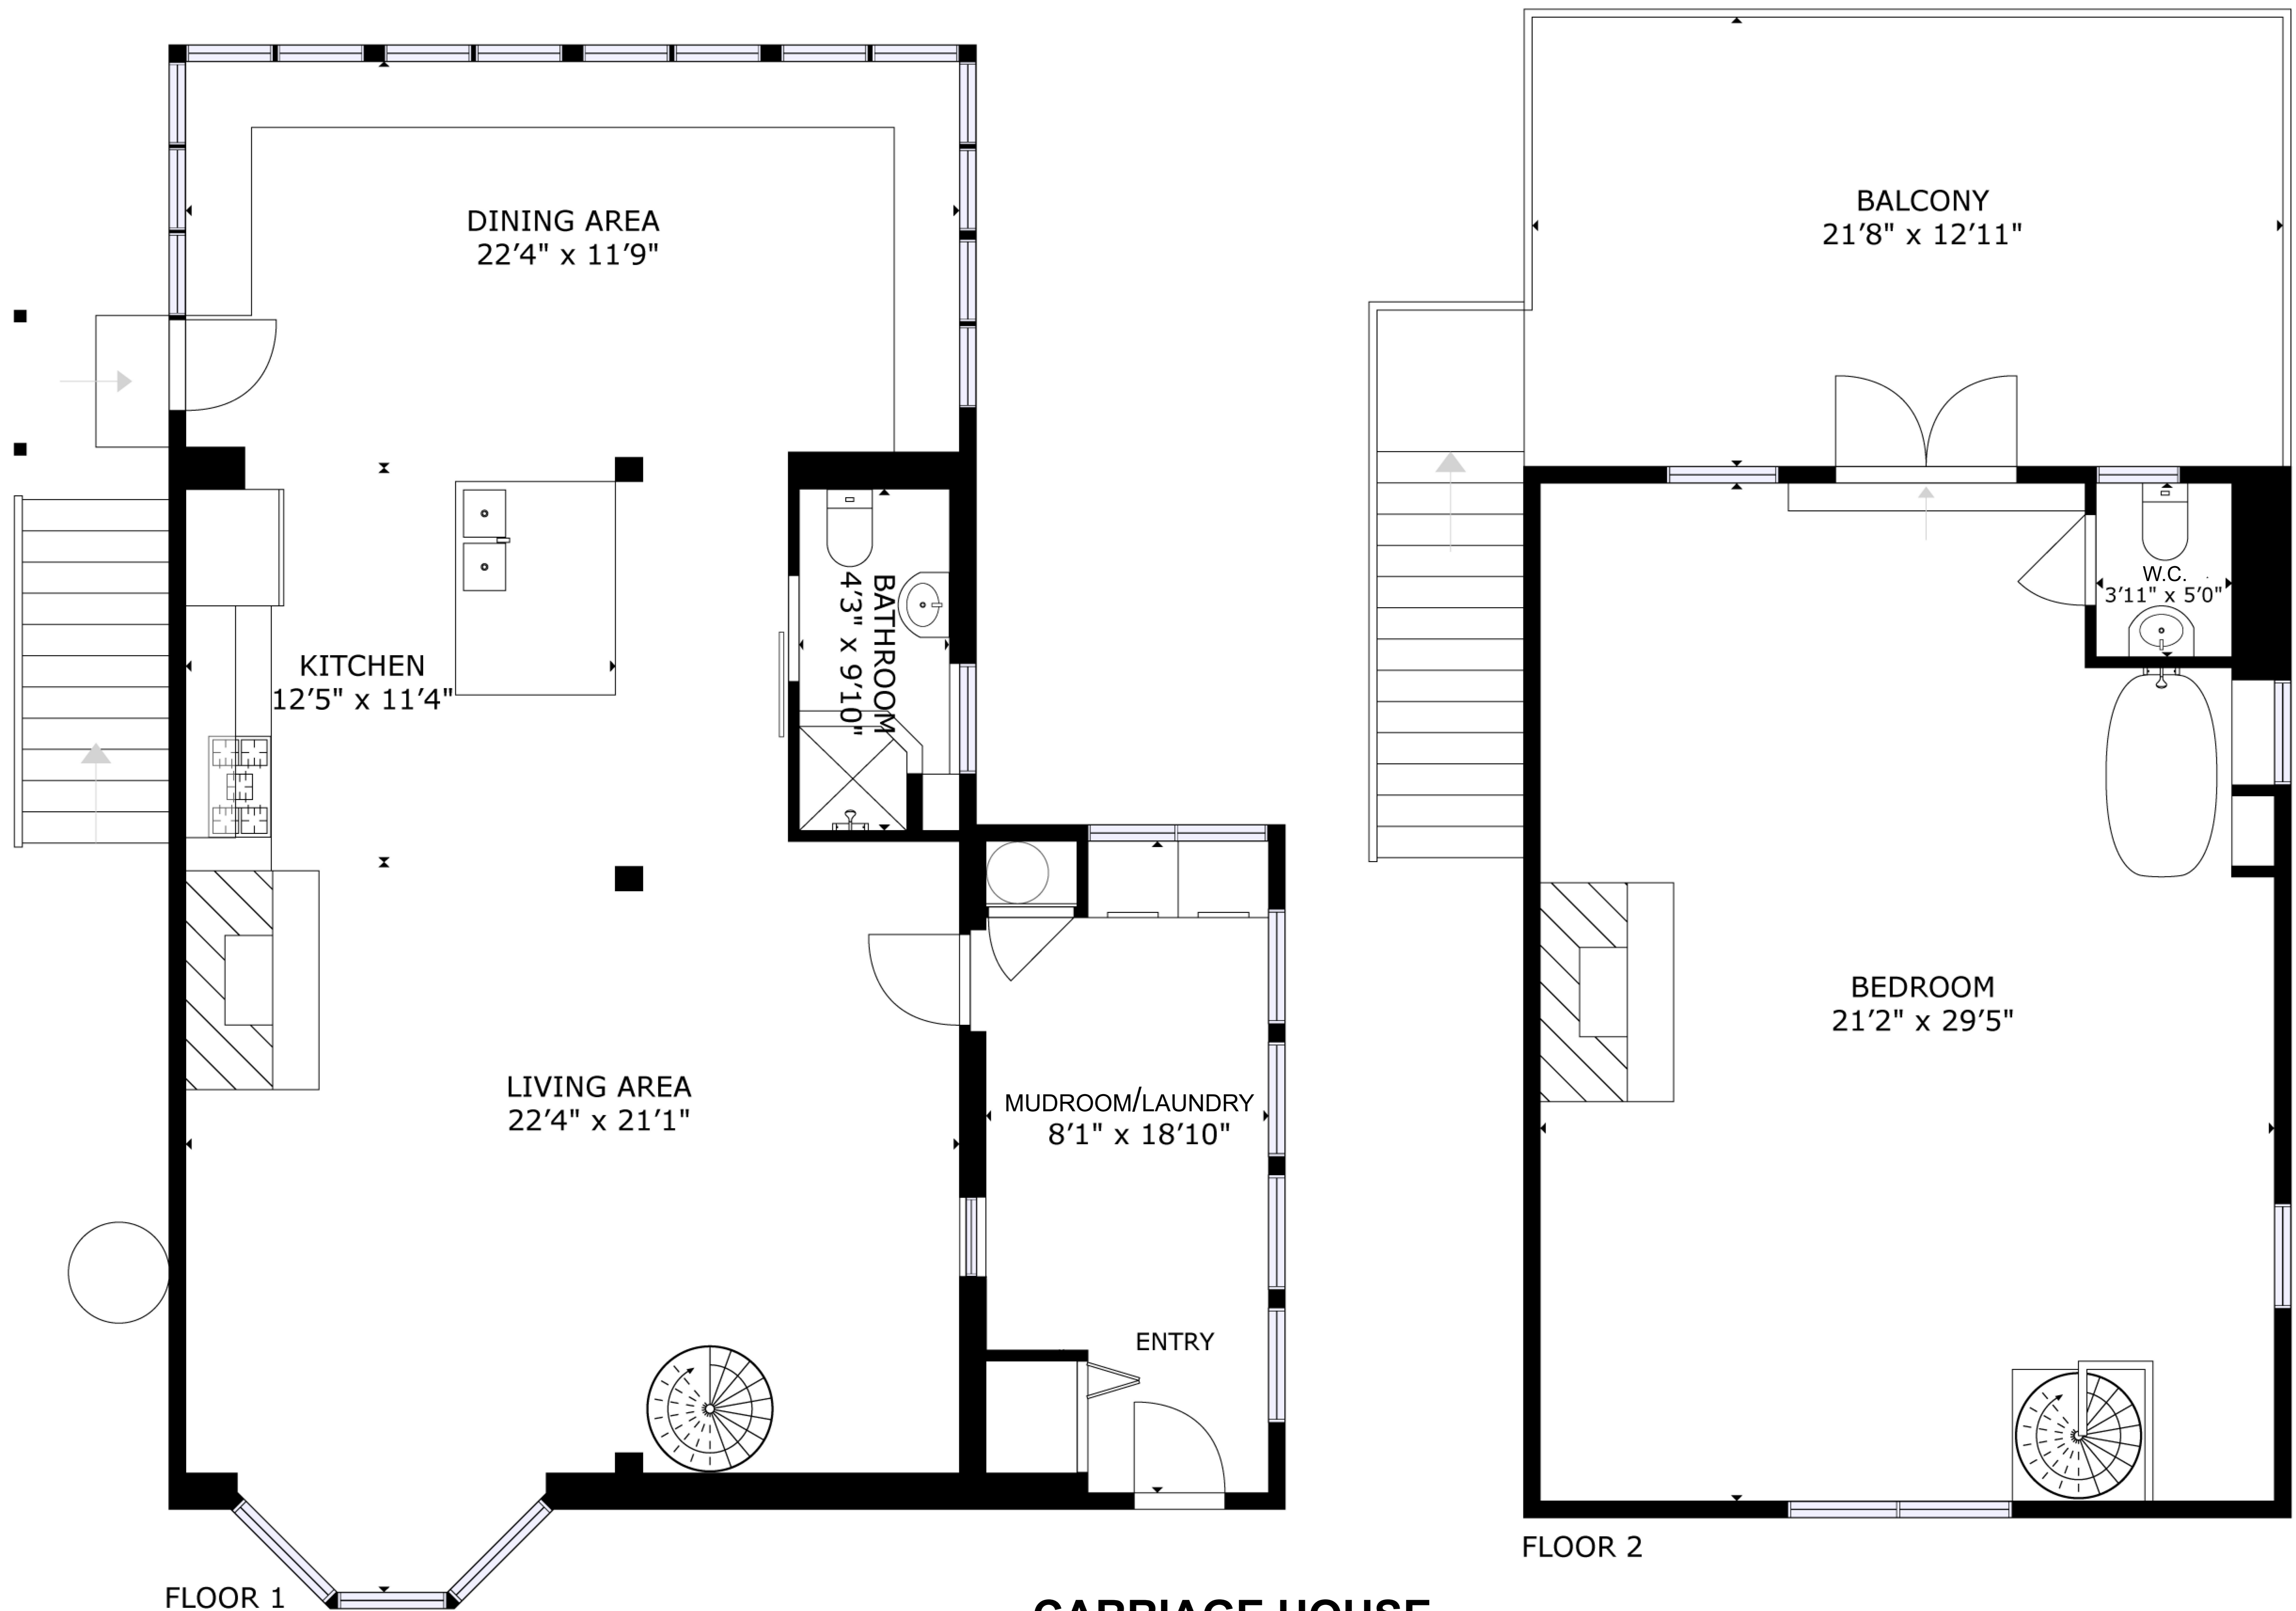 DINING AREA
22'4" x 11'9"
KITCHEN
12'5" x 11'4"
BATHROOM
4'3" x 9'10"
LIVING AREA
22'4" x 21'1"
MUDROOM/LAUNDRY
8'1" x 18'10"
ENTRY
FLOOR 1
BALCONY
21'8" x 12'11"
W.C.
3'11" x 5'0"
BEDROOM
21'2" x 29'5"
FLOOR 2
CARRIAGE HOUSE